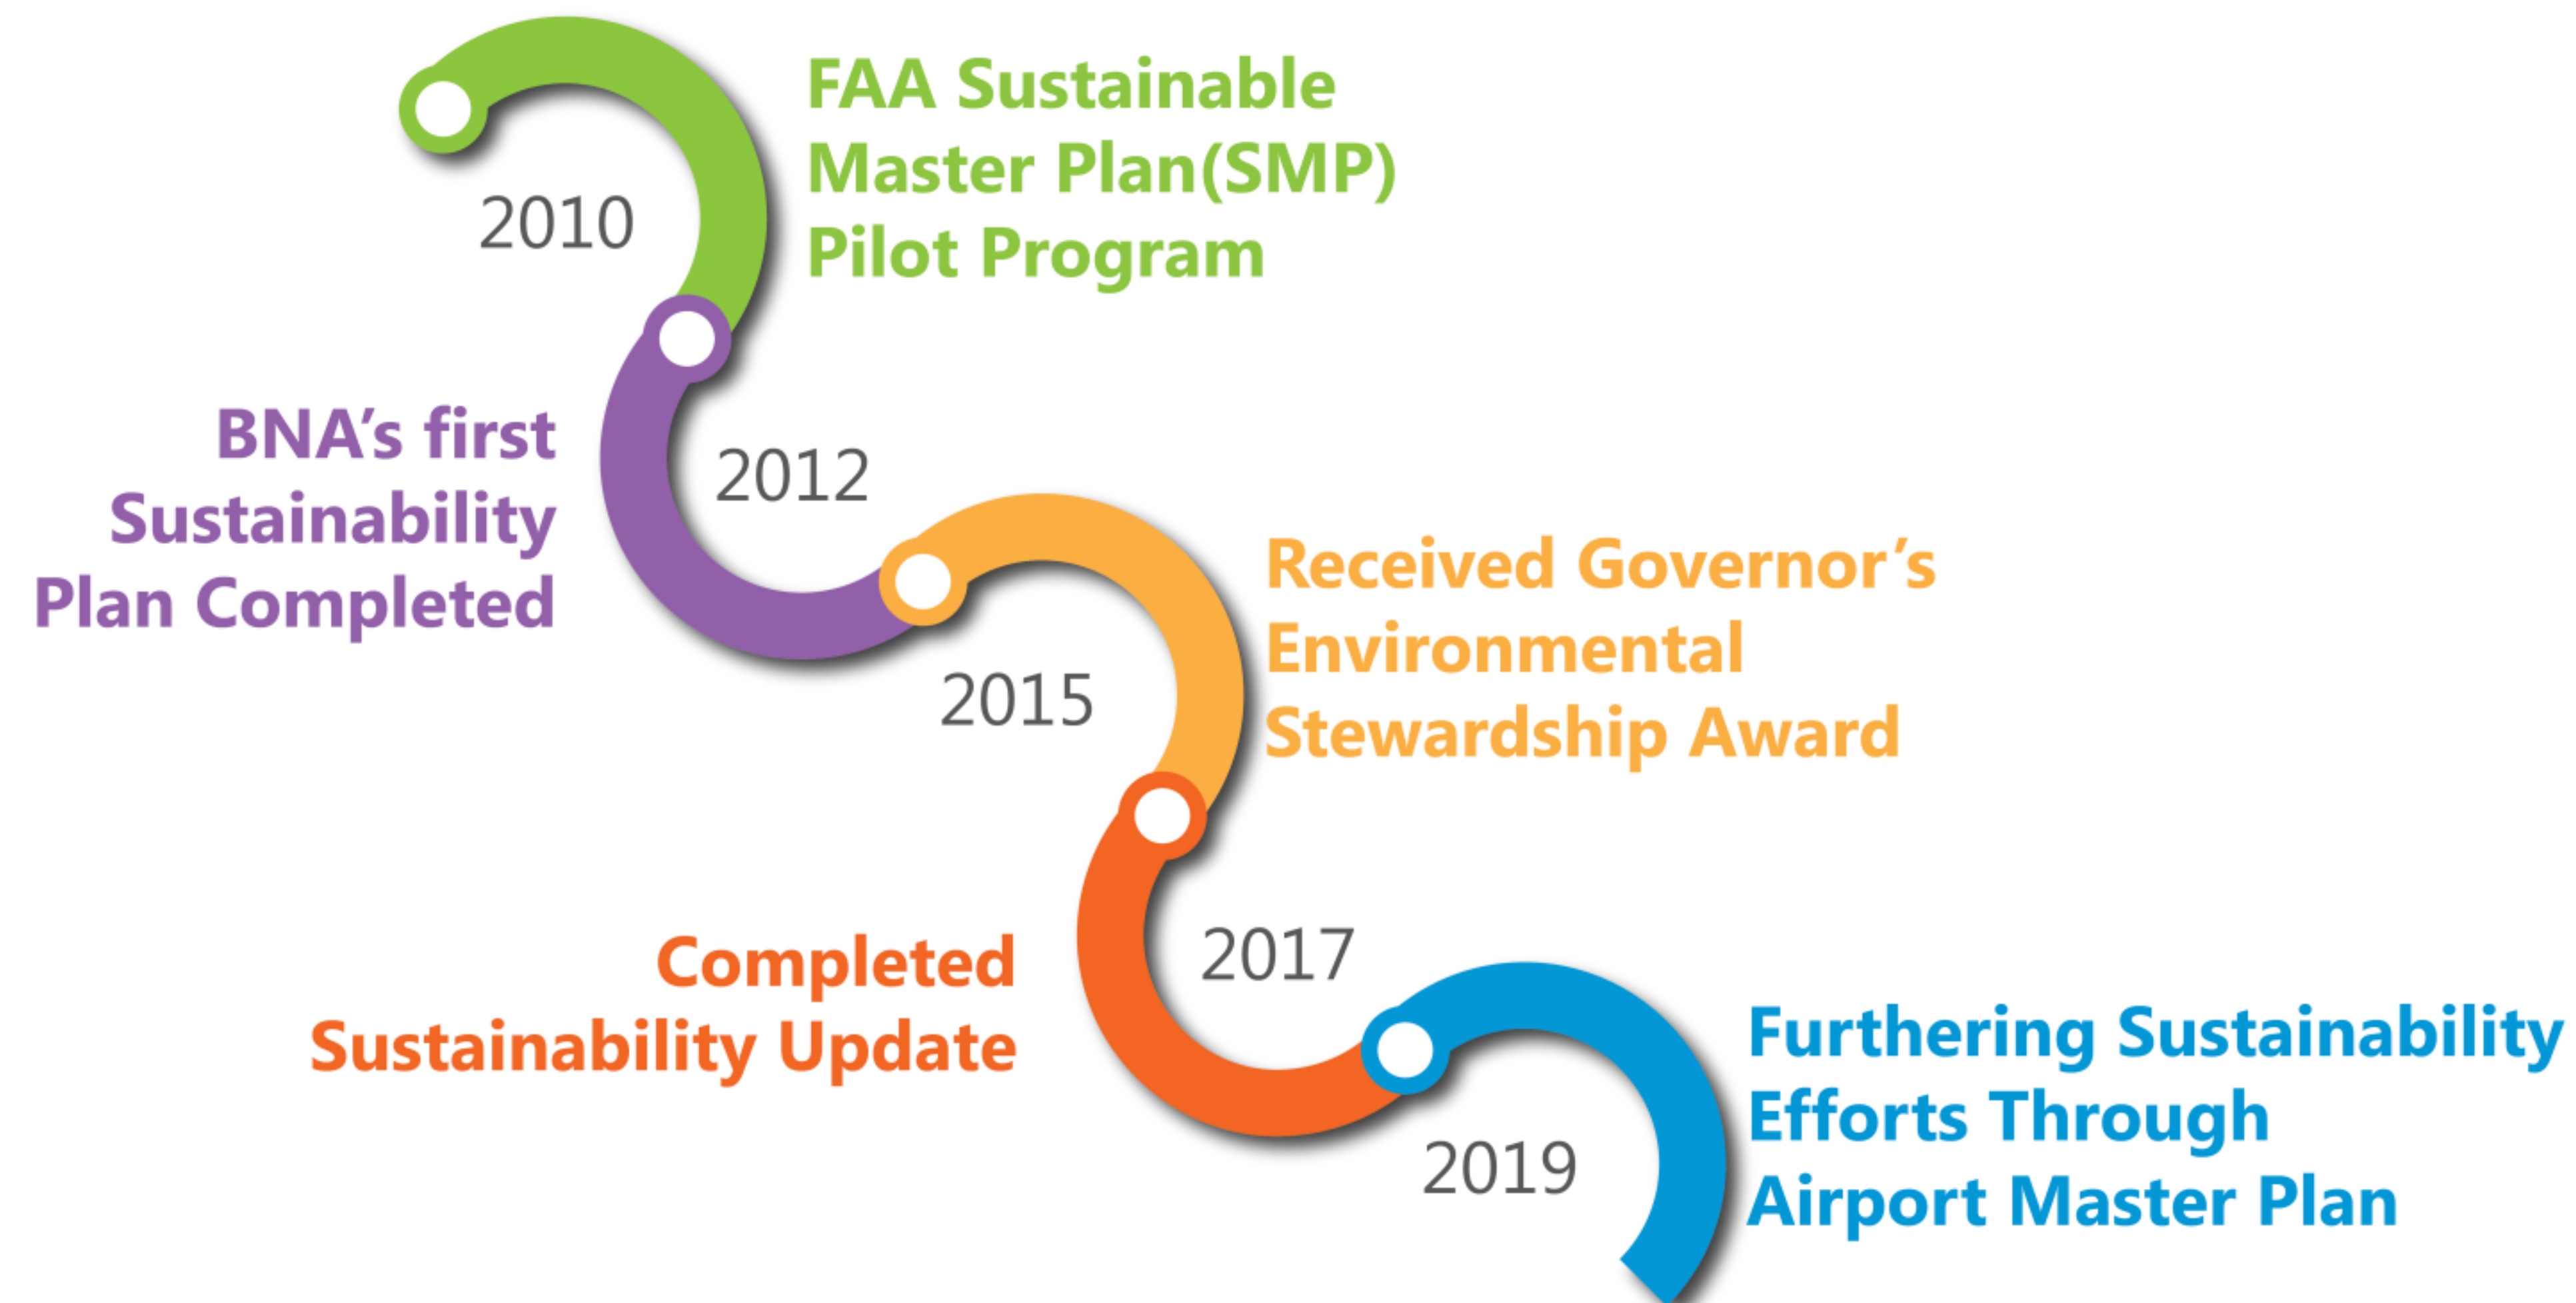 2010
FAA Sustainable
Master Plan(SMP)
Pilot Program
2012
BNA’s first
Sustainability
Plan Completed
2015
Received Governor’s
Environmental
Stewardship Award
2017
Completed
Sustainability Update
2019
Furthering Sustainability
Efforts Through
Airport Master Plan